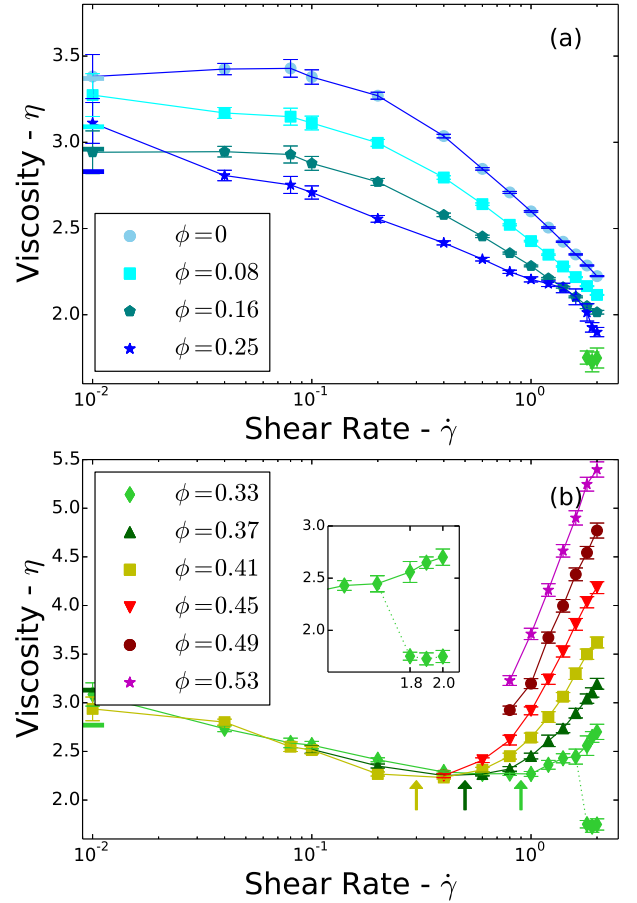 (a)
Viscosity - η
3.5
3.0
2.5
2.0
ϕ=0
ϕ=0.08
ϕ=0.16
ϕ=0.25
10⁻² 10⁻¹ 10⁰
Shear Rate - γ̇
(b)
Viscosity - η
5.5
5.0
4.5
4.0
3.5
3.0
2.5
2.0
ϕ=0.33
ϕ=0.37
ϕ=0.41
ϕ=0.45
ϕ=0.49
ϕ=0.53
3.0
2.5
2.0
1.8 2.0
10⁻² 10⁻¹ 10⁰
Shear Rate - γ̇